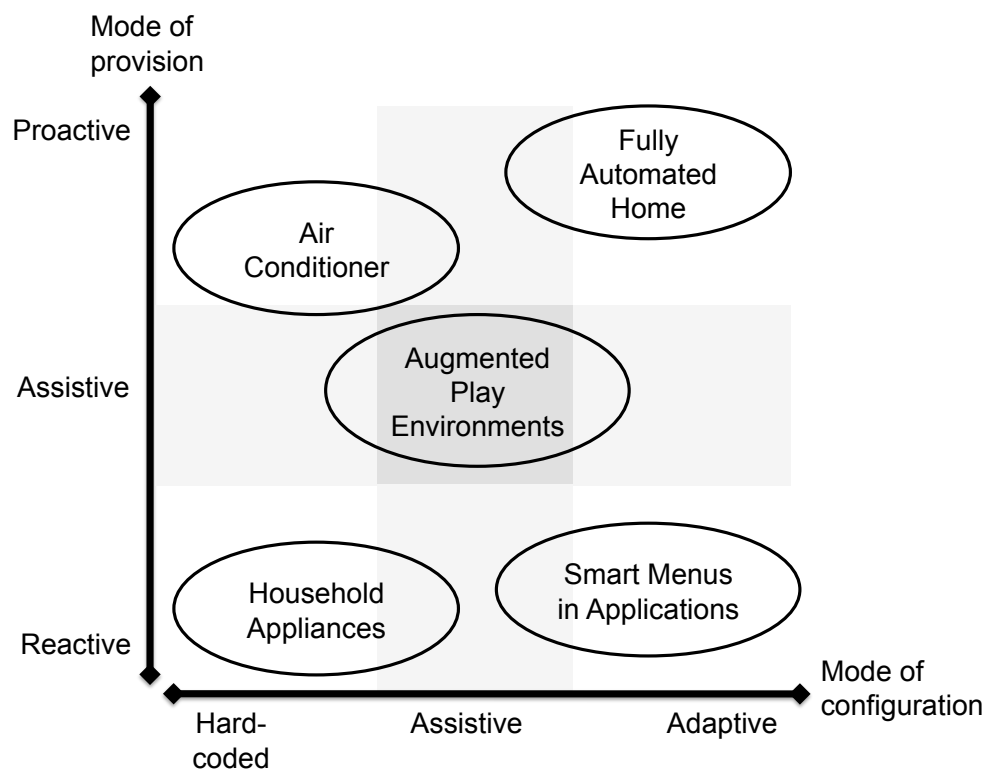 Mode of
provision
Proactive
Fully
Automated
Home
Air
Conditioner
Assistive
Augmented
Play
Environments
Household
Appliances
Smart Menus
in Applications
Reactive
Mode of
configuration
Hard-
coded
Assistive
Adaptive